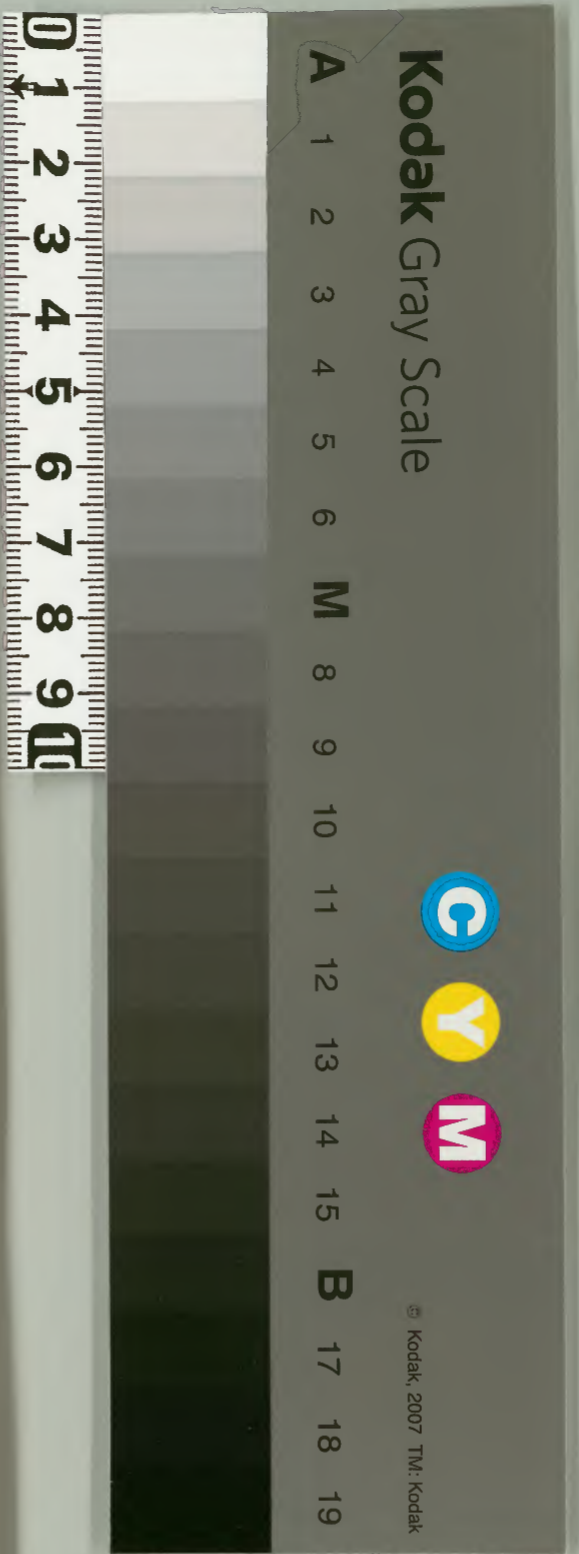 Kodak Gray Scale
C Y M
© Kodak, 2007 TM: Kodak
A 1 2 3 4 5 6 M 8 9 10 11 12 13 14 15 B 17 18 19
0 1 2 3 4 5 6 7 8 9 10